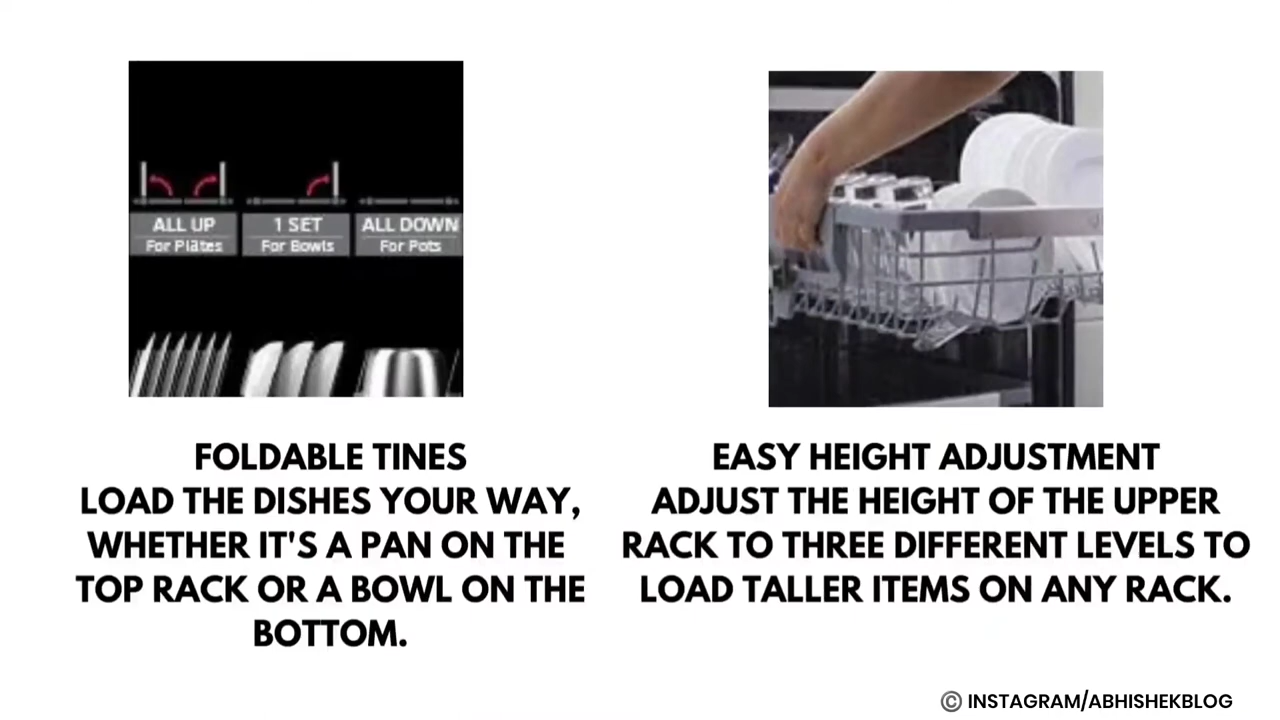 ALL UP
For Plates
1 SET
For Bowls
ALL DOWN
For Pots
FOLDABLE TINES
LOAD THE DISHES YOUR WAY,
WHETHER IT'S A PAN ON THE
TOP RACK OR A BOWL ON THE
BOTTOM.
EASY HEIGHT ADJUSTMENT
ADJUST THE HEIGHT OF THE UPPER
RACK TO THREE DIFFERENT LEVELS TO
LOAD TALLER ITEMS ON ANY RACK.
© INSTAGRAM/ABHISHEKBLOG